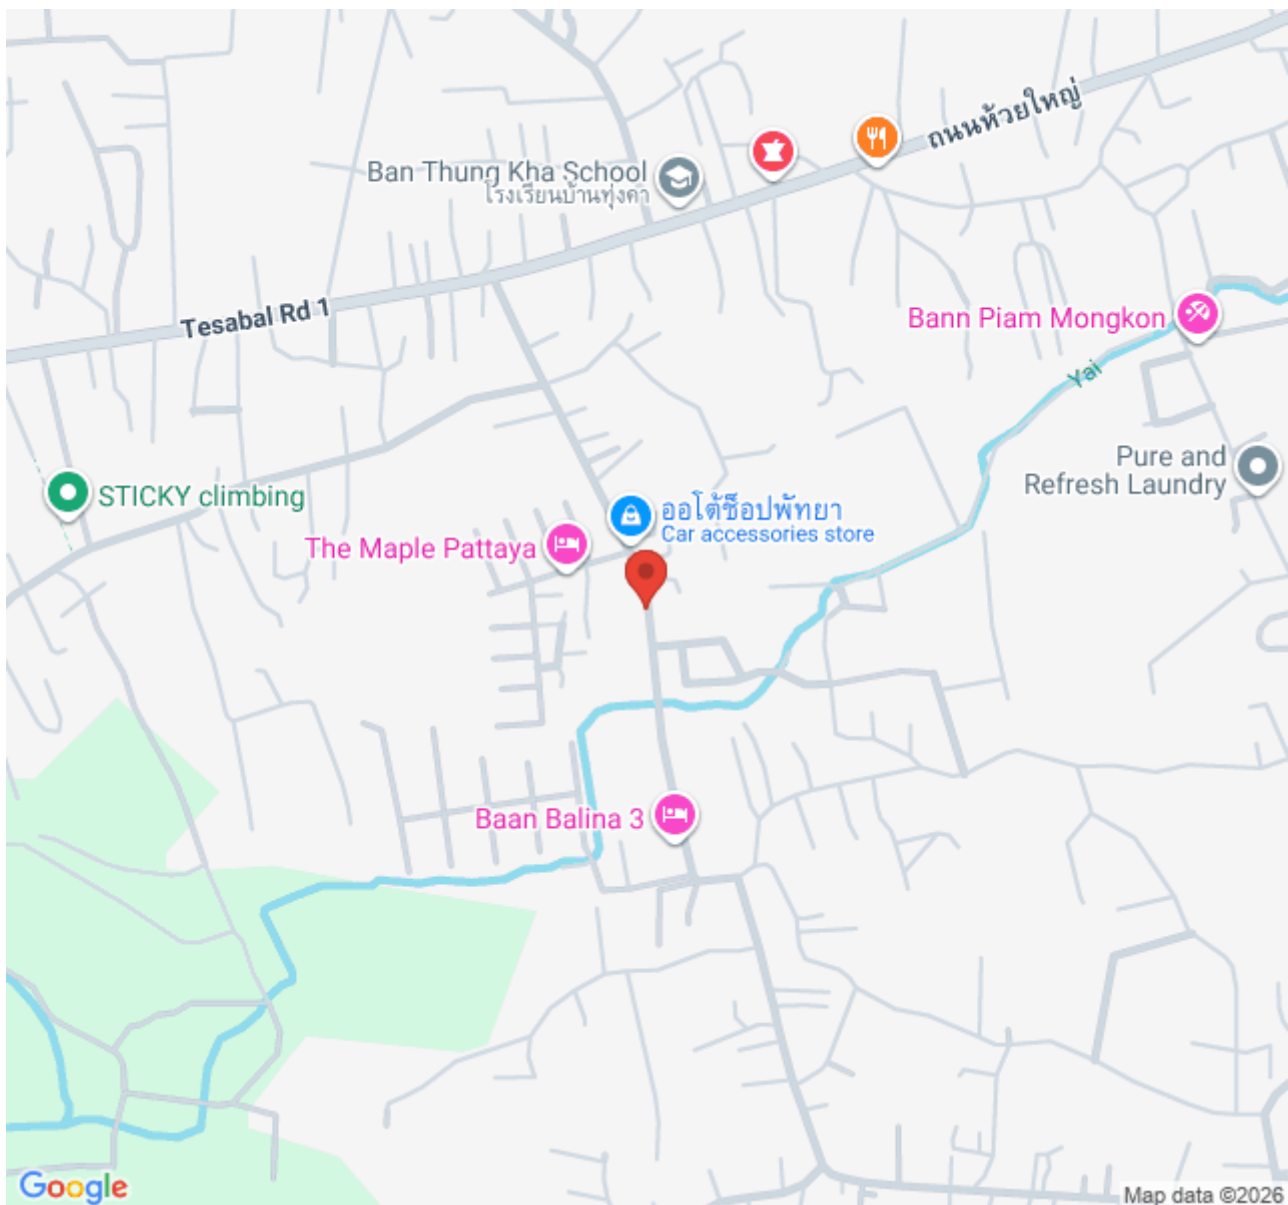 ถนนห้วยใหญ่
Ban Thung Kha School
โรงเรียนบ้านทุ่งคา
Tesabal Rd 1
Bann Piam Mongkon
Yai
Pure and
Refresh Laundry
STICKY climbing
ออโต้ช็อปพัทยา
Car accessories store
The Maple Pattaya
Baan Balina 3
Google
Map data ©2026